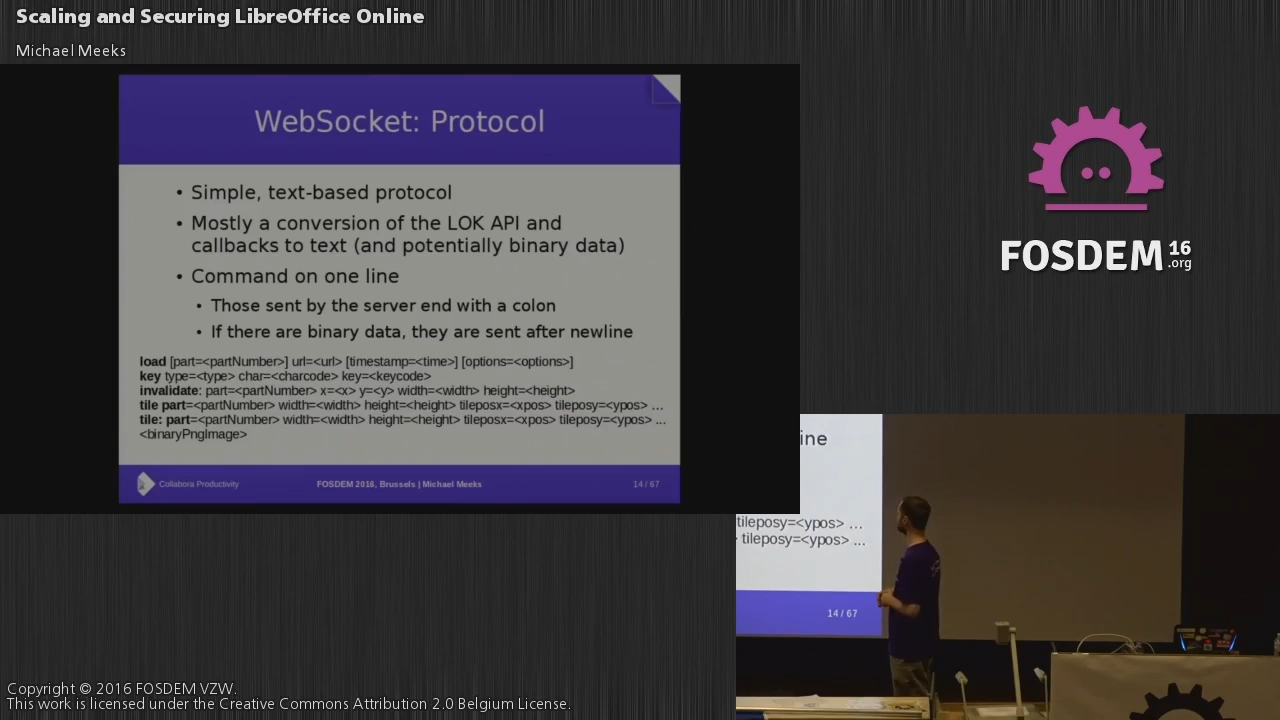 Scaling and Securing LibreOffice Online
Michael Meeks
WebSocket: Protocol
• Simple, text-based protocol
• Mostly a conversion of the LOK API and
callbacks to text (and potentially binary data)
• Command on one line
• Those sent by the server end with a colon
• If there are binary data, they are sent after newline
load [part=<partNumber>] url=<url> [timestamp=<time>] [options=<options>]
key type=<type> char=<charcode> key=<keycode>
invalidate: part=<partNumber> x=<x> y=<y> width=<width> height=<height>
tile part=<partNumber> width=<width> height=<height> tileposx=<xpos> tileposy=<ypos> ...
tile: part=<partNumber> width=<width> height=<height> tileposx=<xpos> tileposy=<ypos> ...
<binaryPngImage>
Collabora Productivity
FOSDEM 2016, Brussels | Michael Meeks
14 / 67
FOSDEM 16
.org
ine
tileposy=<ypos> ...
tileposy=<ypos> ...
14 / 67
Copyright © 2016 FOSDEM VZW.
This work is licensed under the Creative Commons Attribution 2.0 Belgium License.